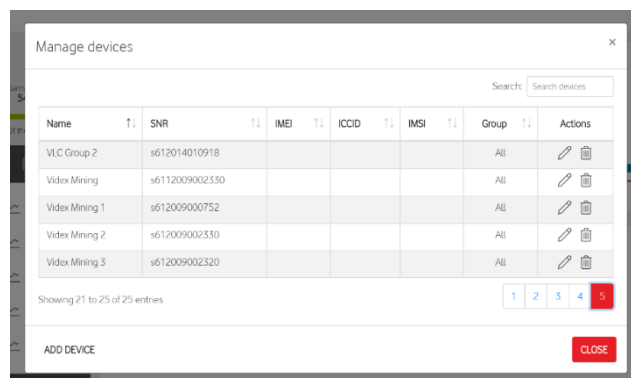 Manage devices ×
Search: Search devices
Name SNR IMEI ICCID IMSI Group Actions
VLC Group 2 s612014010918 All
Videx Mining s6112009002330 All
Videx Mining 1 s612009000752 All
Videx Mining 2 s612009002330 All
Videx Mining 3 s612009002320 All
Showing 21 to 25 of 25 entries
1 2 3 4 5
ADD DEVICE CLOSE